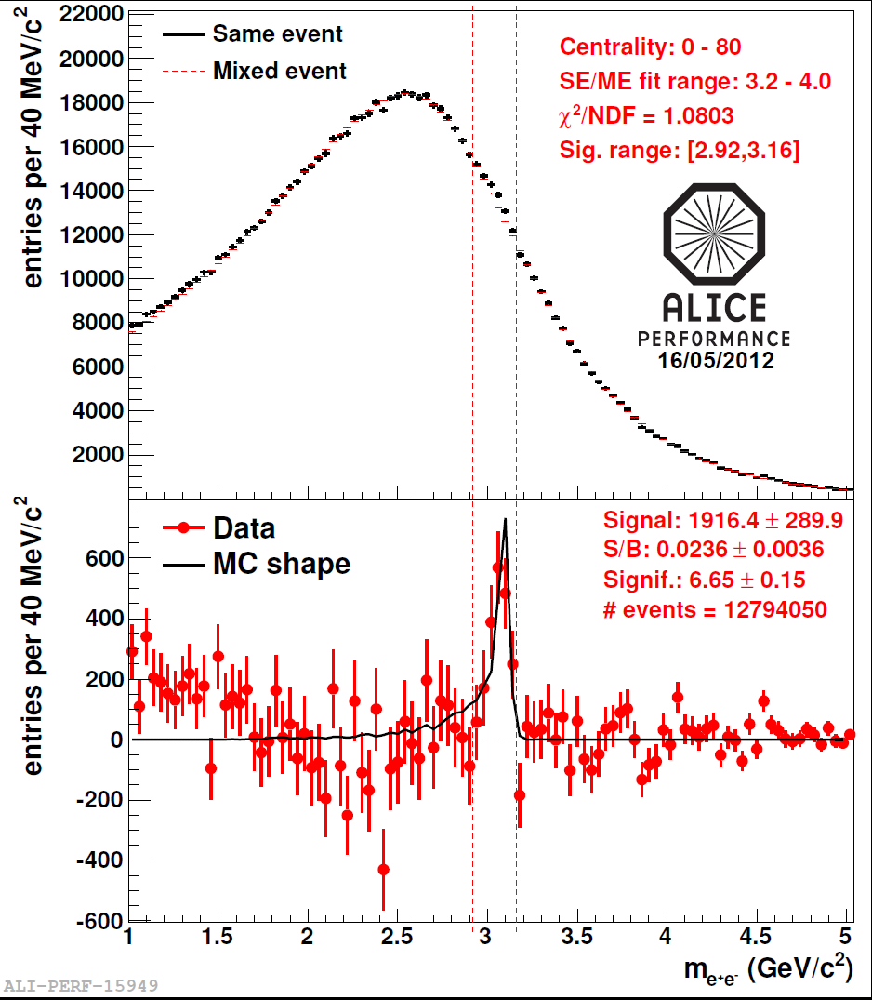 entries per 40 MeV/c²
22000
20000
18000
16000
14000
12000
10000
8000
6000
4000
2000
Same event
Mixed event
Centrality: 0 - 80
SE/ME fit range: 3.2 - 4.0
χ²/NDF = 1.0803
Sig. range: [2.92,3.16]
ALICE
PERFORMANCE
16/05/2012
entries per 40 MeV/c²
600
400
200
0
-200
-400
-600
Data
MC shape
Signal: 1916.4 ± 289.9
S/B: 0.0236 ± 0.0036
Signif.: 6.65 ± 0.15
# events = 12794050
1 1.5 2 2.5 3 3.5 4 4.5 5
m e⁺e⁻ (GeV/c²)
ALI-PERF-15949